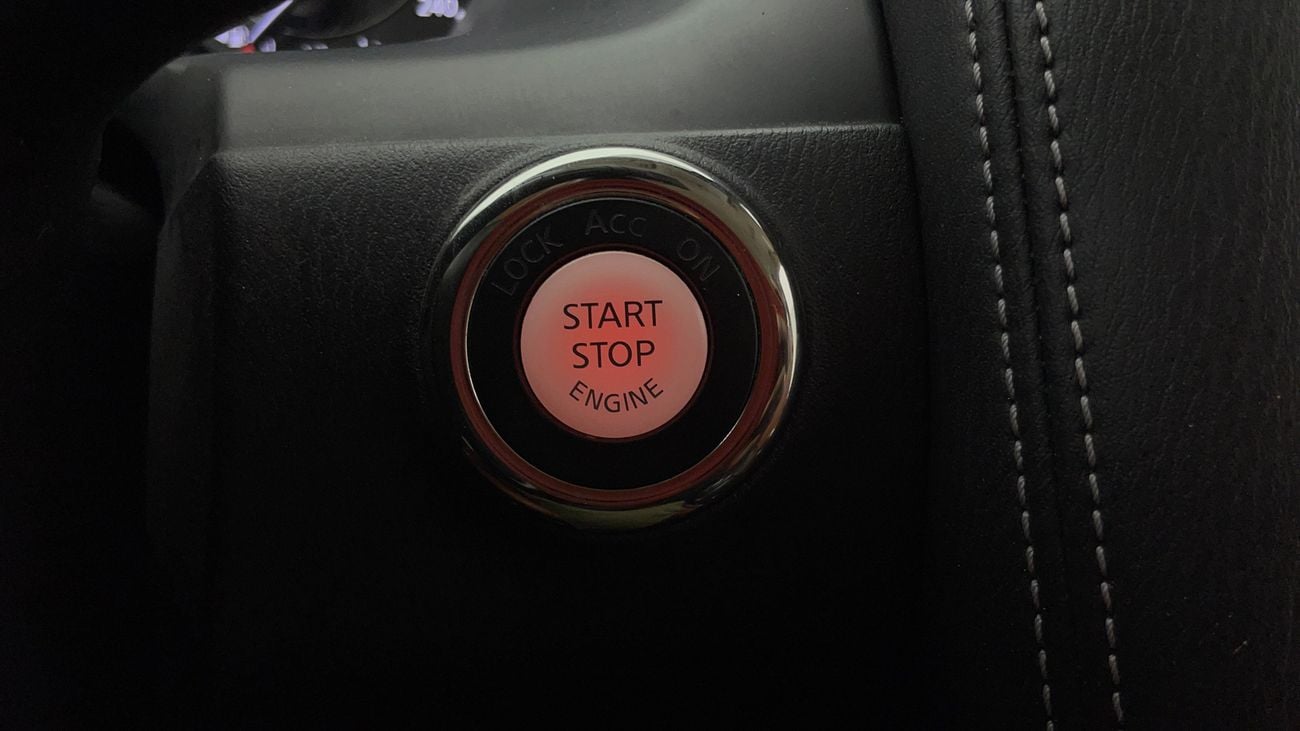 LOCK ACC ON
START
STOP
ENGINE